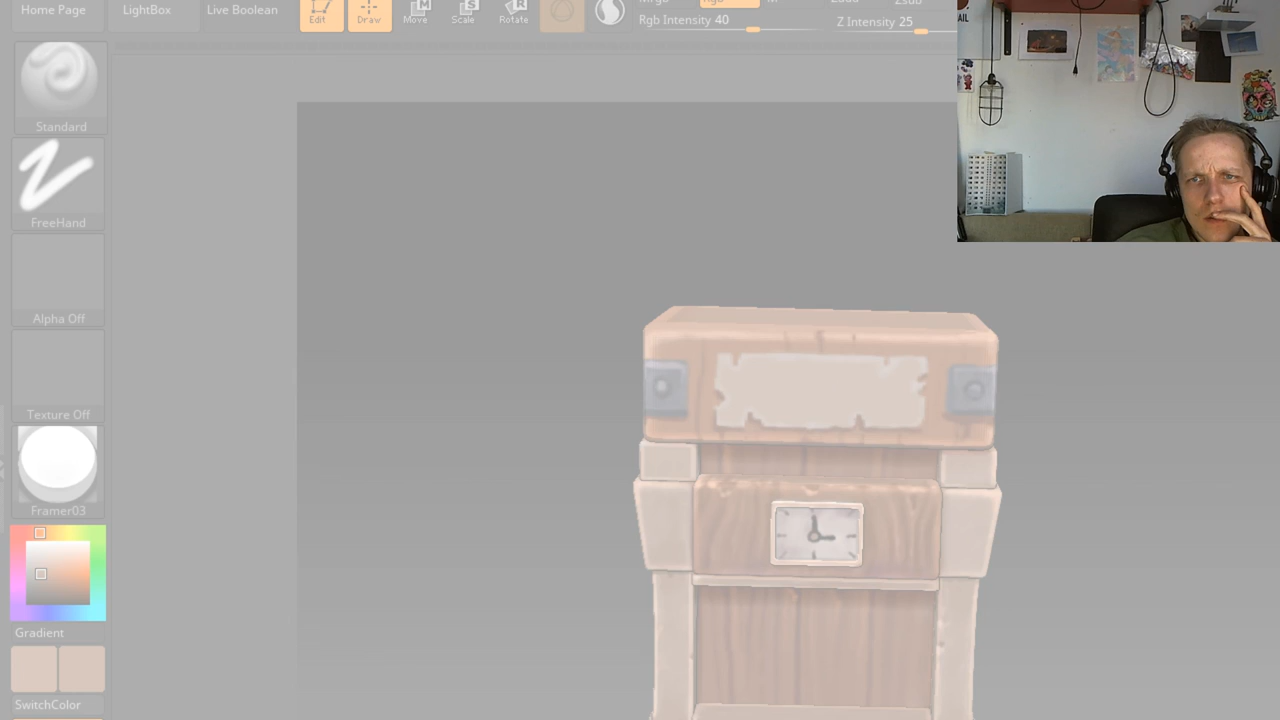 Home Page
LightBox
Live Boolean
Edit
Draw
Move
Scale
Rotate
Rgb Intensity 40
Z Intensity 25
Standard
FreeHand
Alpha Off
Texture Off
Framer03
Gradient
SwitchColor